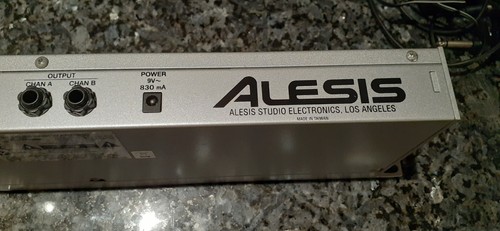 OUTPUT
CHAN A CHAN B
POWER
9V~
830 mA
ALESIS
ALESIS STUDIO ELECTRONICS, LOS ANGELES
MADE IN TAIWAN